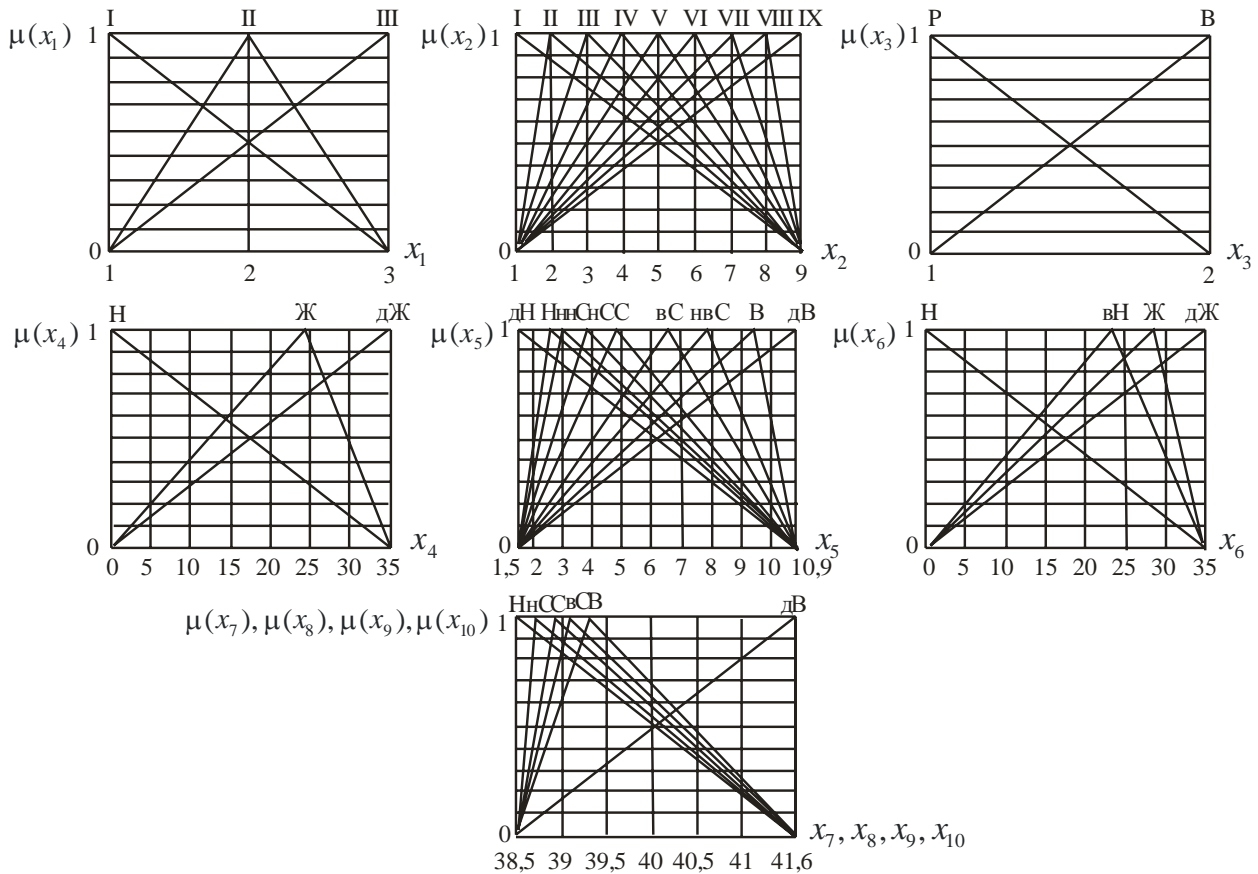 I II III
μ(x₁) 1
0
1 2 3 x₁
I II III IV V VI VII VIII IX
μ(x₂) 1
0
1 2 3 4 5 6 7 8 9 x₂
Р В
μ(x₃) 1
0
1 2 x₃
Н Ж дЖ
μ(x₄) 1
0
0 5 10 15 20 25 30 35 x₄
дН Н ннС нС С вС нвС В дВ
μ(x₅) 1
0
1,5 2 3 4 5 6 7 8 9 10 10,9 x₅
Н вН Ж дЖ
μ(x₆) 1
0
0 5 10 15 20 25 30 35 x₆
Н нС С вС В дВ
μ(x₇), μ(x₈), μ(x₉), μ(x₁₀) 1
0
38,5 39 39,5 40 40,5 41 41,6 x₇, x₈, x₉, x₁₀